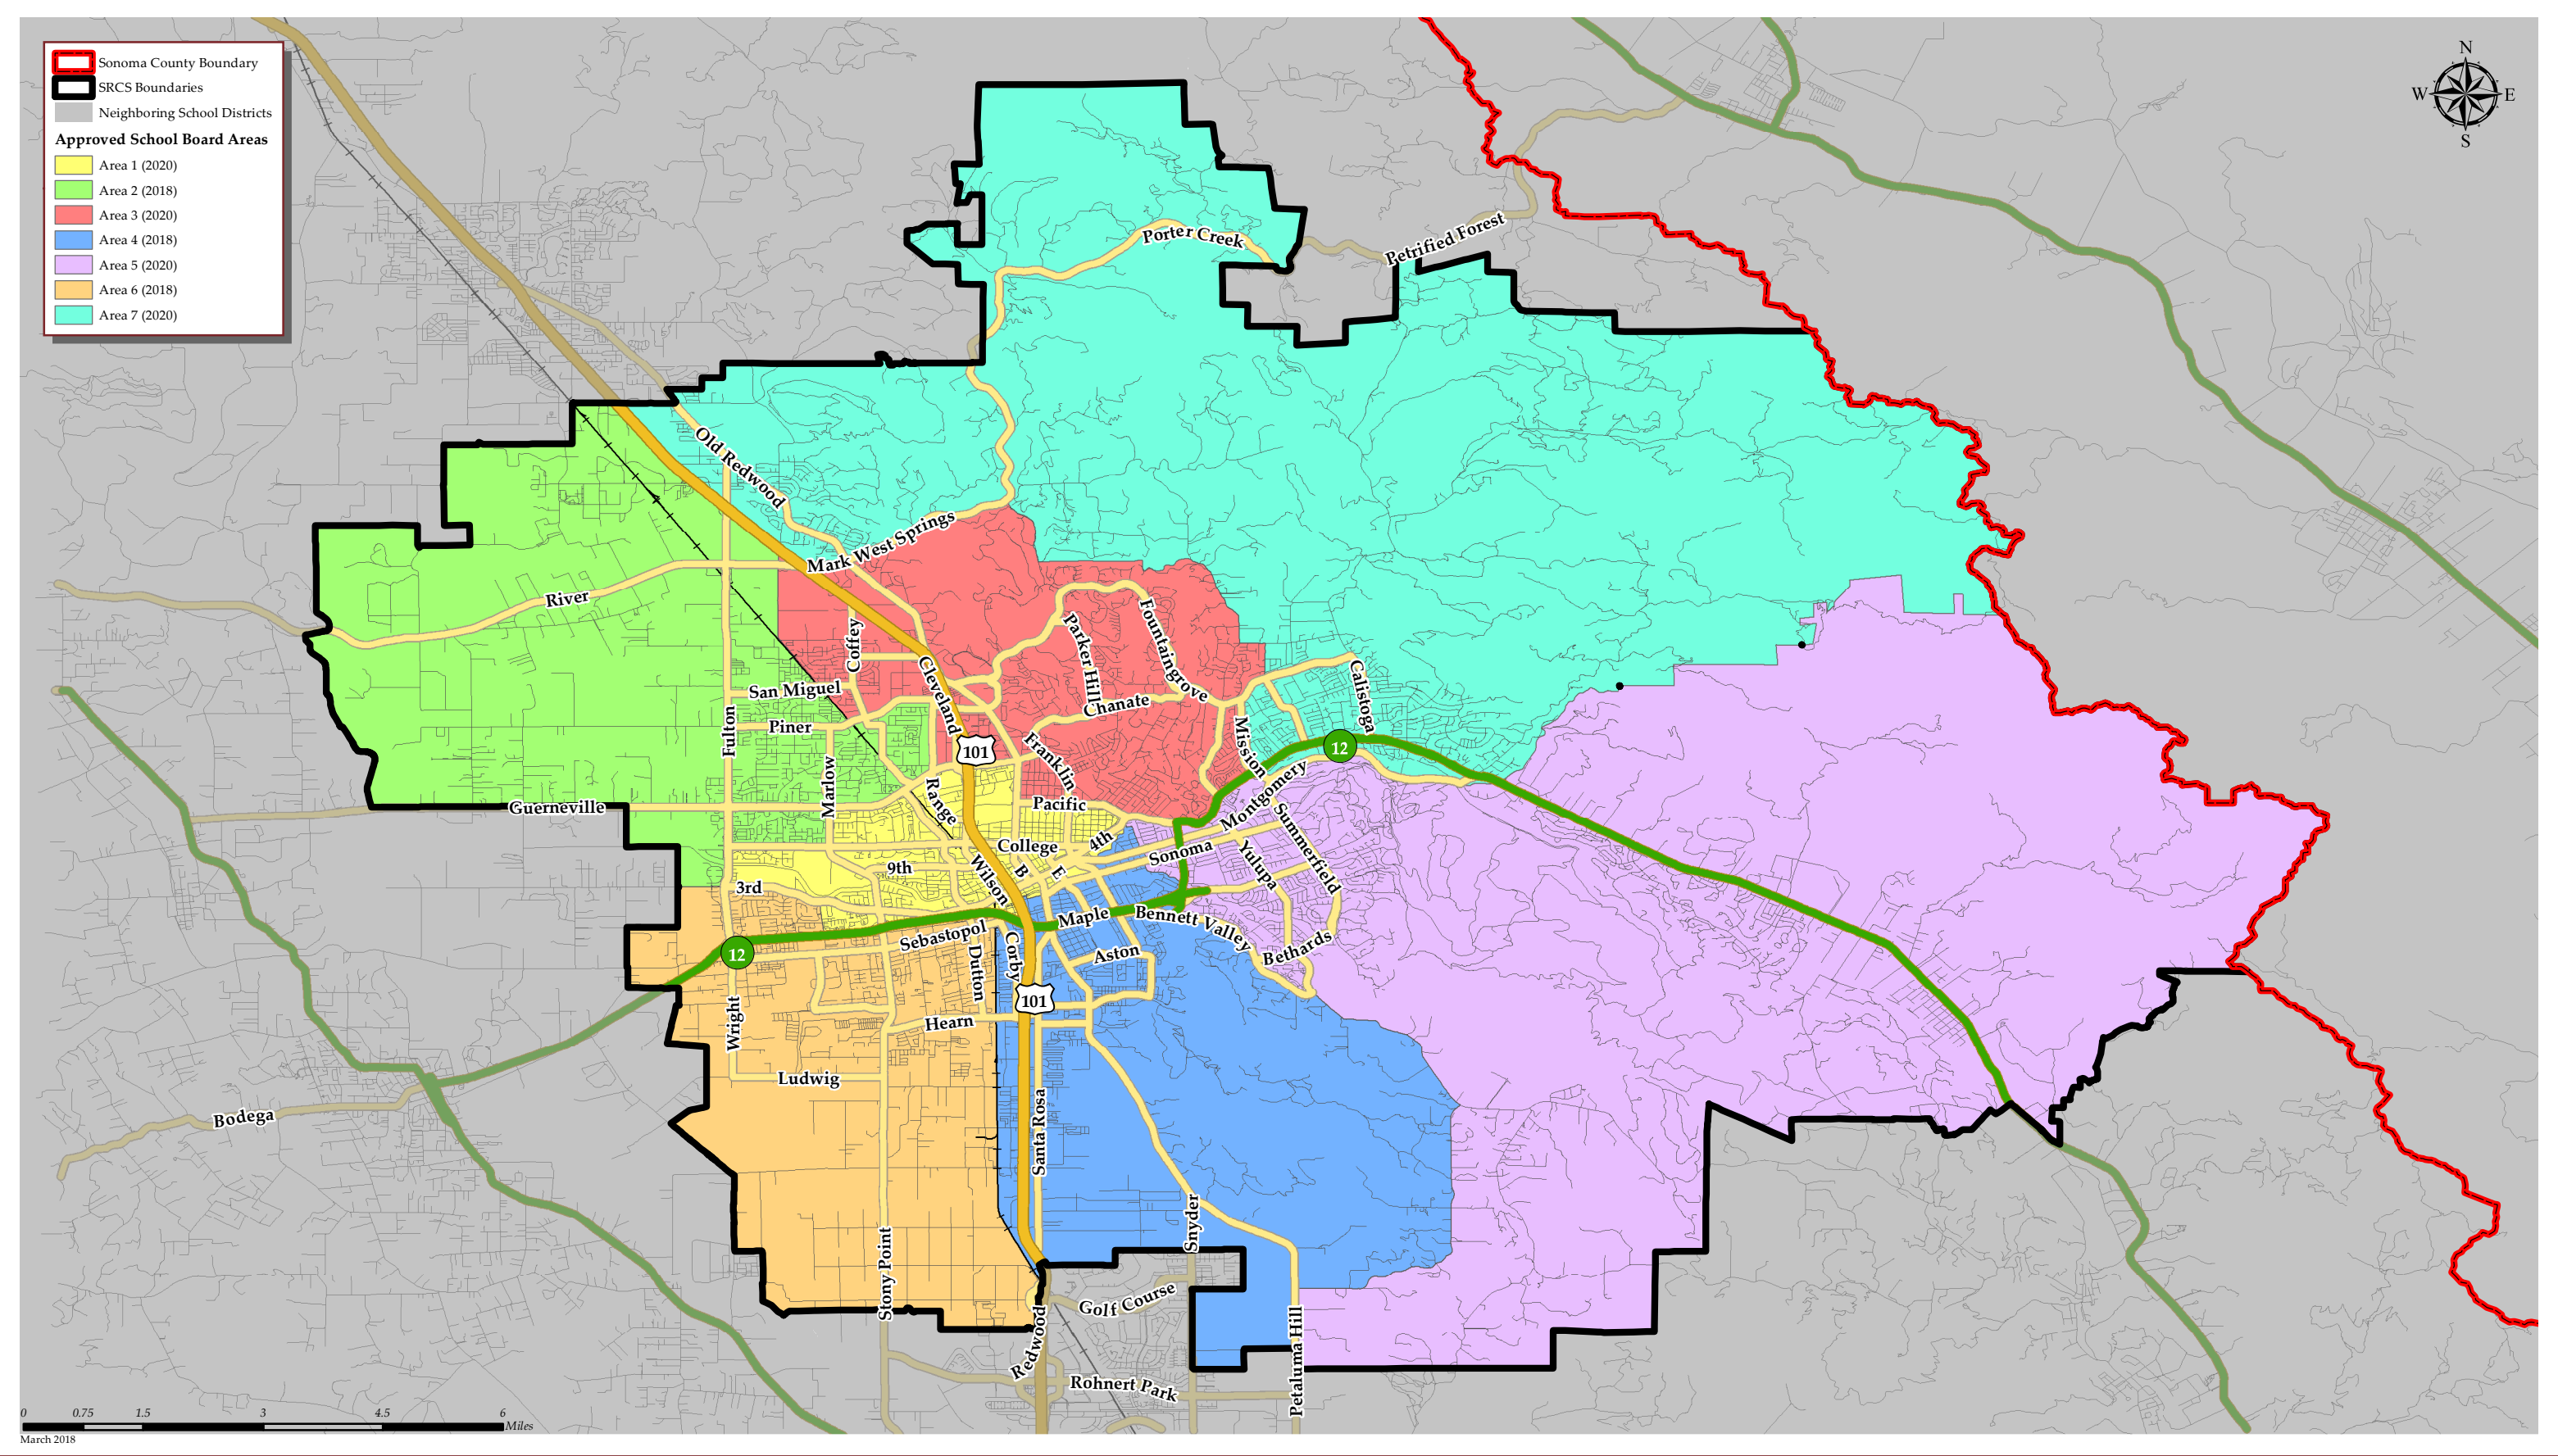 Sonoma County Boundary
SRCS Boundaries
Neighboring School Districts
Approved School Board Areas
Area 1 (2020)
Area 2 (2018)
Area 3 (2020)
Area 4 (2018)
Area 5 (2020)
Area 6 (2018)
Area 7 (2020)
N
W
E
S
Petrified Forest
Porter Creek
Old Redwood
Mark West Springs
River
Fountaingrove
Parker Hill
Coffey
Cleveland
Calistoga
San Miguel
Chanate
Fulton
Piner
Mission
101
12
Franklin
Marlow
Range
Montgomery
Guerneville
Pacific
Summerfield
4th
College
Sonoma
Yulupa
9th
Wilson
B
E
3rd
Maple
Bennett Valley
Sebastopol
Corby
Dutton
Aston
Bethards
12
101
Wright
Hearn
Ludwig
Bodega
Santa Rosa
Snyder
Stony Point
Golf Course
Redwood
Petaluma Hill
Rohnert Park
0 0.75 1.5 3 4.5 6
Miles
March 2018